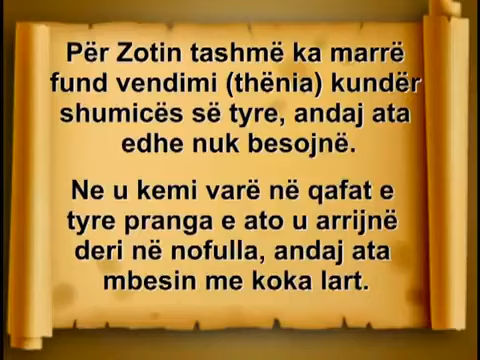 Për Zotin tashmë ka marrë
fund vendimi (thënia) kundër
shumicës së tyre, andaj ata
edhe nuk besojnë.
Ne u kemi varë në qafat e
tyre pranga e ato u arrijnë
deri në nofulla, andaj ata
mbesin me koka lart.